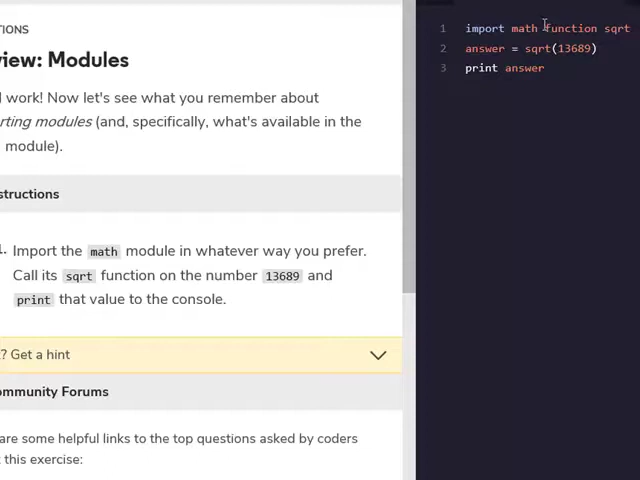 TIONS
iew: Modules
l work! Now let's see what you remember about
rting modules (and, specifically, what's available in the
module).
structions
1. Import the math module in whatever way you prefer.
Call its sqrt function on the number 13689 and
print that value to the console.
? Get a hint
ommunity Forums
are some helpful links to the top questions asked by coders
this exercise:
1 import math function sqrt
2 answer = sqrt(13689)
3 print answer